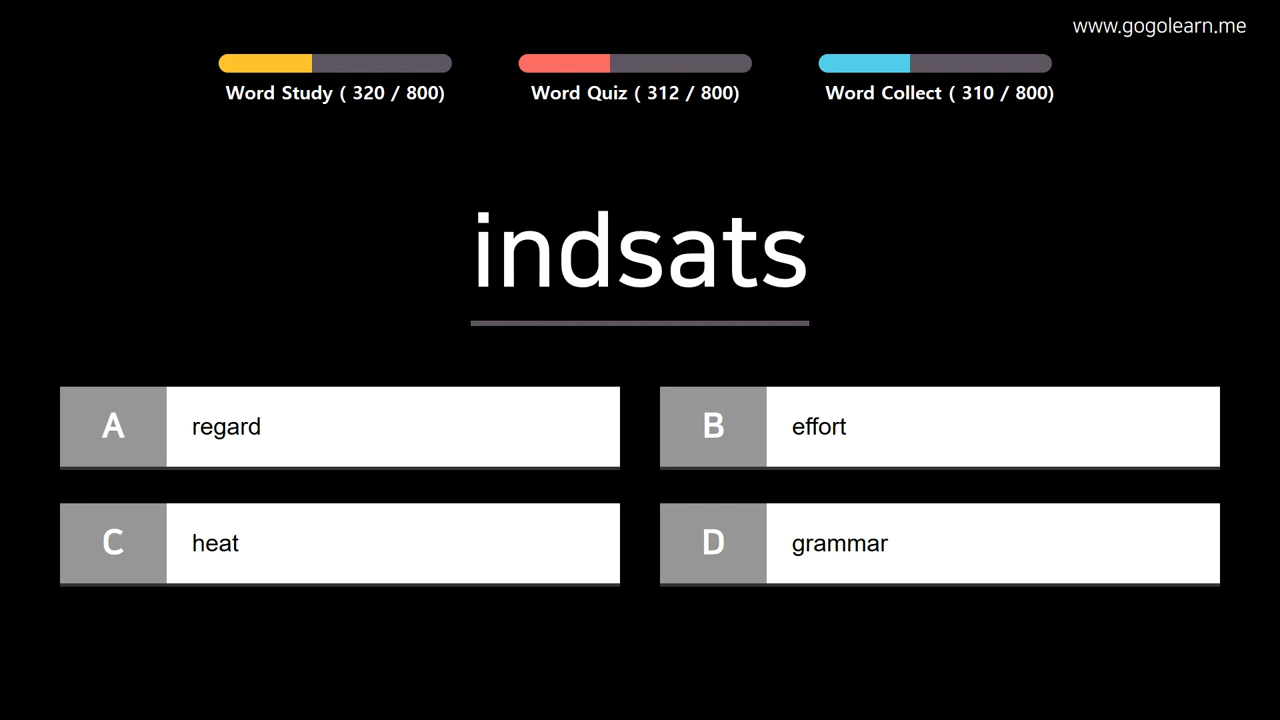 www.gogolearn.me
Word Study ( 320 / 800)
Word Quiz ( 312 / 800)
Word Collect ( 310 / 800)
indsats
A regard
B effort
C heat
D grammar